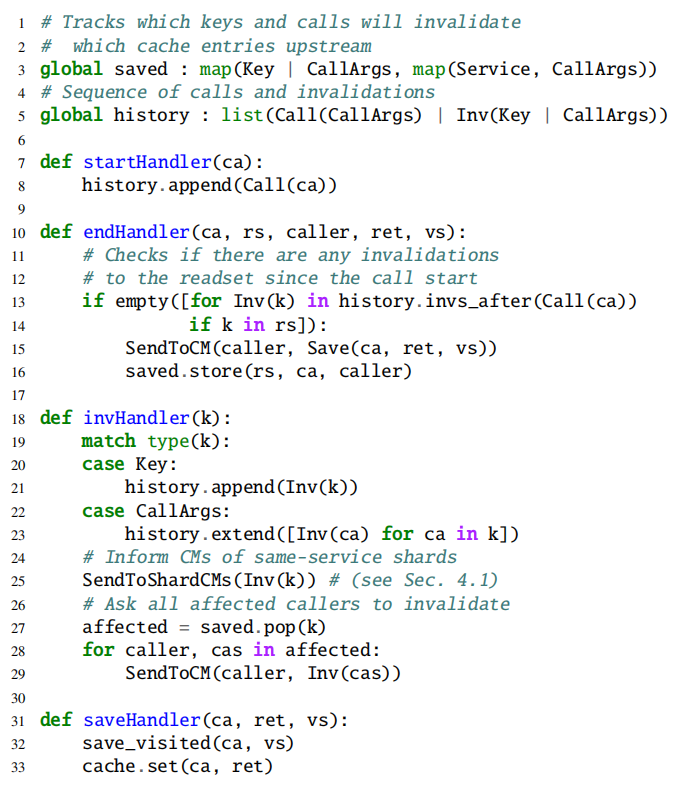 1 # Tracks which keys and calls will invalidate
2 #  which cache entries upstream
3 global saved : map(Key | CallArgs, map(Service, CallArgs))
4 # Sequence of calls and invalidations
5 global history : list(Call(CallArgs) | Inv(Key | CallArgs))
6
7 def startHandler(ca):
8     history.append(Call(ca))
9
10 def endHandler(ca, rs, caller, ret, vs):
11     # Checks if there are any invalidations
12     # to the readset since the call start
13     if empty([for Inv(k) in history.invs_after(Call(ca))
14              if k in rs]):
15         SendToCM(caller, Save(ca, ret, vs))
16         saved.store(rs, ca, caller)
17
18 def invHandler(k):
19     match type(k):
20     case Key:
21         history.append(Inv(k))
22     case CallArgs:
23         history.extend([Inv(ca) for ca in k])
24     # Inform CMs of same-service shards
25     SendToShardCMs(Inv(k)) # (see Sec. 4.1)
26     # Ask all affected callers to invalidate
27     affected = saved.pop(k)
28     for caller, cas in affected:
29         SendToCM(caller, Inv(cas))
30
31 def saveHandler(ca, ret, vs):
32     save_visited(ca, vs)
33     cache.set(ca, ret)